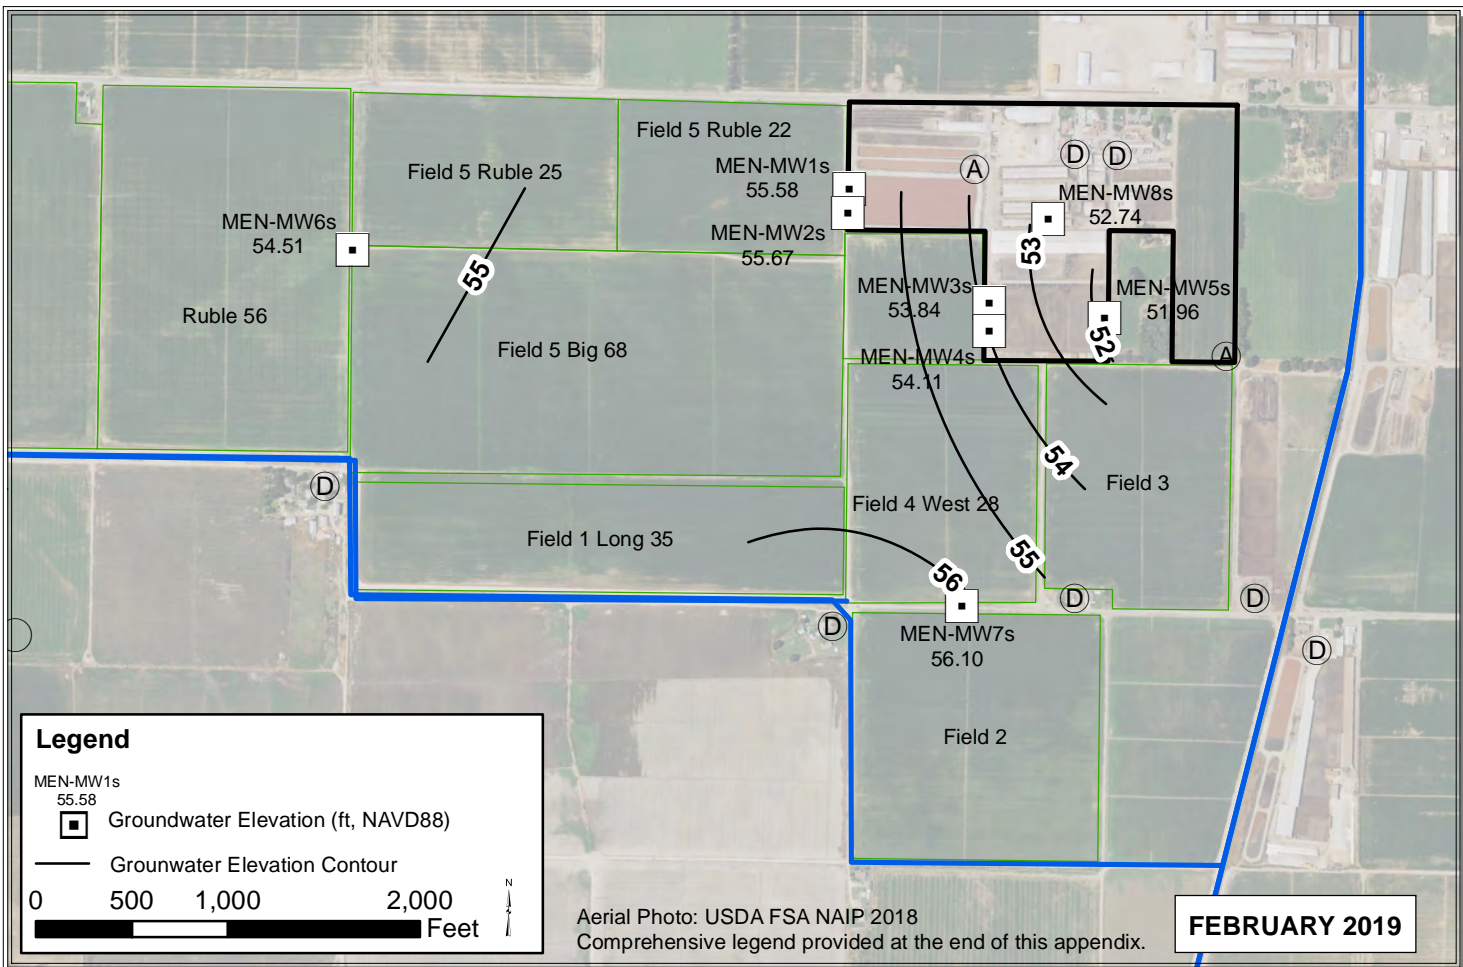 Field 5 Ruble 22
Field 5 Ruble 25
MEN-MW1s
55.58
A
D
D
MEN-MW8s
52.74
MEN-MW6s
54.51
MEN-MW2s
55.67
53
55
MEN-MW3s
53.84
MEN-MW5s
51.96
Ruble 56
Field 5 Big 68
MEN-MW4s
54.11
52
A
54
D
Field 3
Field 4 West 28
Field 1 Long 35
55
56
D
D
D
MEN-MW7s
56.10
D
Field 2
Legend
MEN-MW1s
55.58
Groundwater Elevation (ft, NAVD88)
Grounwater Elevation Contour
0 500 1,000 2,000
Feet
N
Aerial Photo: USDA FSA NAIP 2018
Comprehensive legend provided at the end of this appendix.
FEBRUARY 2019